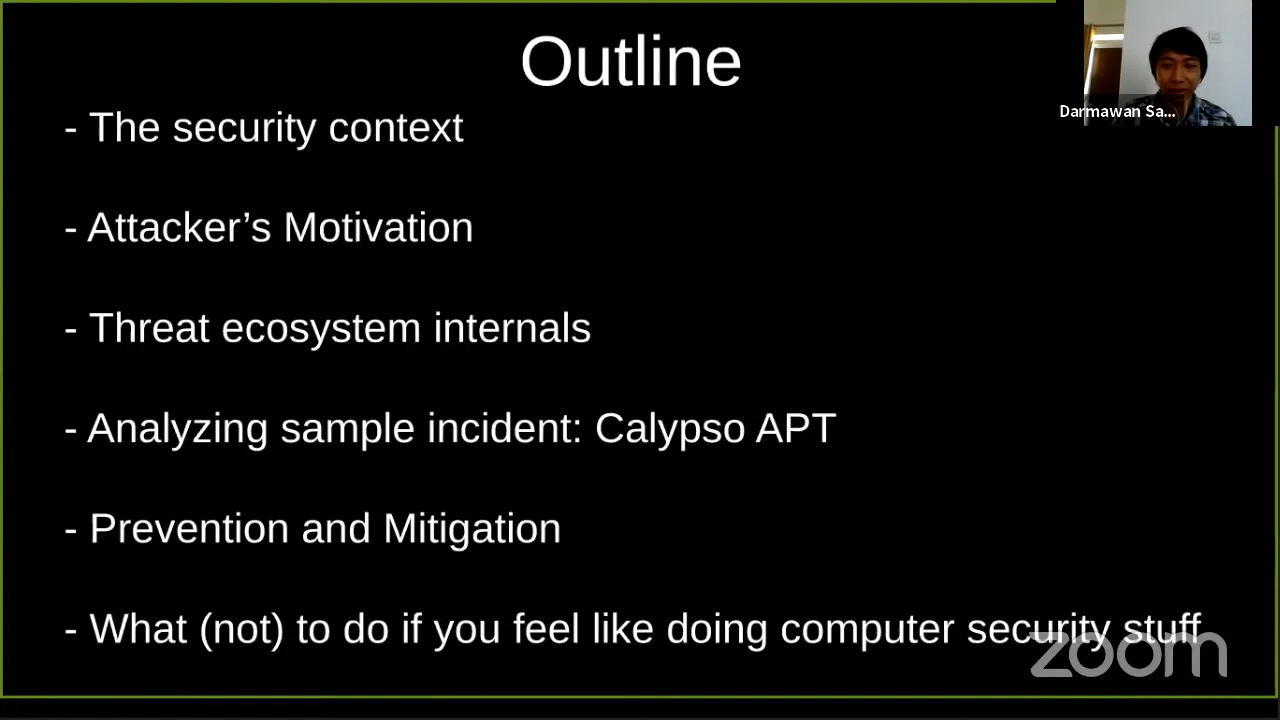 Outline
Darmawan Sa...
- The security context
- Attacker’s Motivation
- Threat ecosystem internals
- Analyzing sample incident: Calypso APT
- Prevention and Mitigation
- What (not) to do if you feel like doing computer security stuff
zoom